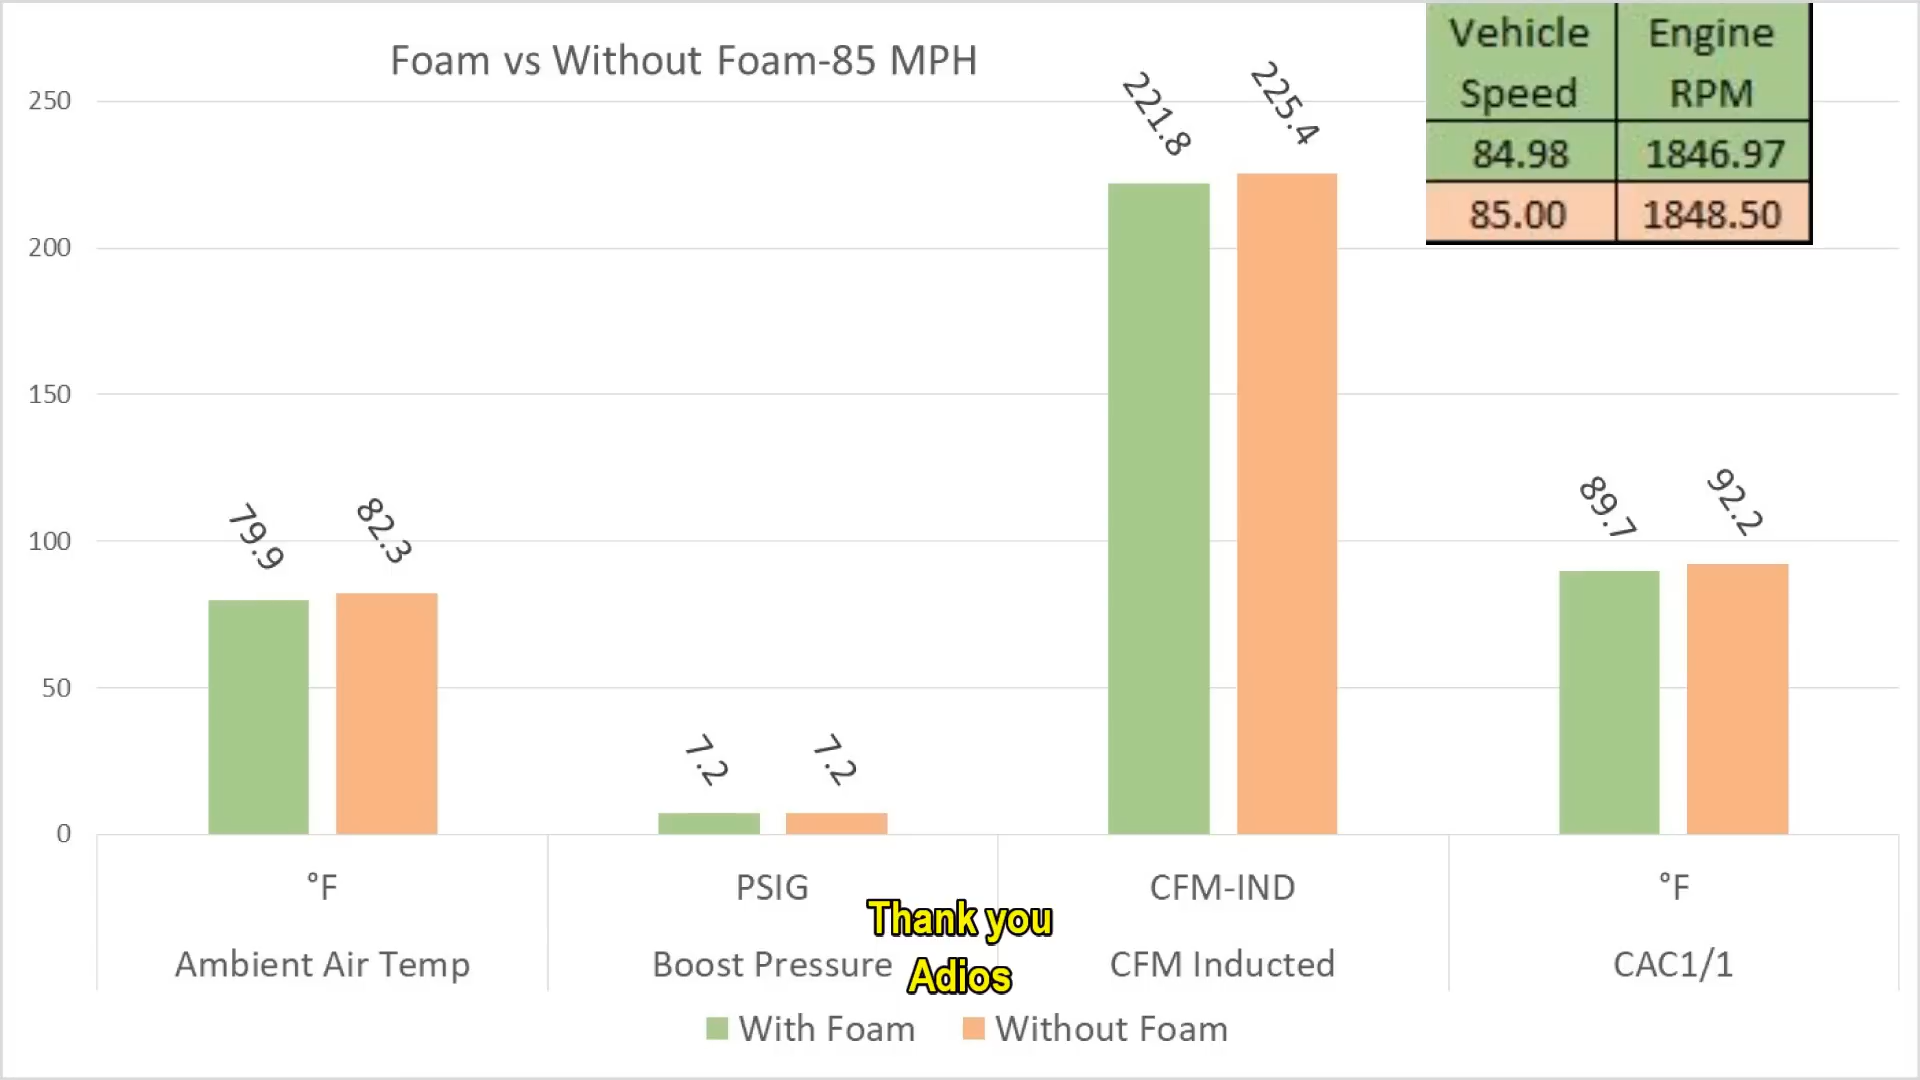 Foam vs Without Foam-85 MPH
Vehicle Speed Engine RPM
84.98 1846.97
85.00 1848.50
250
200
150
100
50
0
79.9 82.3
7.2 7.2
221.8 225.4
89.7 92.2
°F PSIG CFM-IND °F
Ambient Air Temp Boost Pressure CFM Inducted CAC1/1
Thank you
Adios
With Foam Without Foam